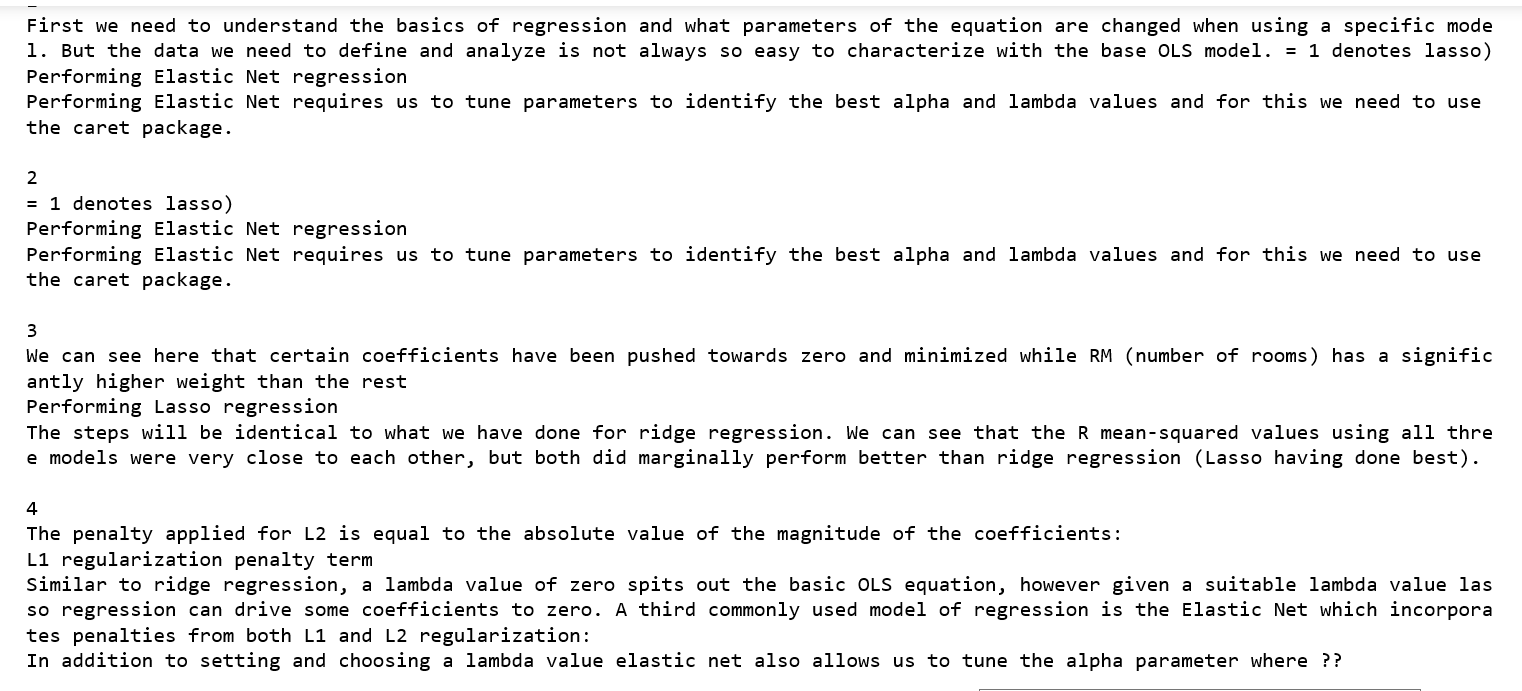 First we need to understand the basics of regression and what parameters of the equation are changed when using a specific mode
l. But the data we need to define and analyze is not always so easy to characterize with the base OLS model. = 1 denotes lasso)
Performing Elastic Net regression
Performing Elastic Net requires us to tune parameters to identify the best alpha and lambda values and for this we need to use
the caret package.
2
= 1 denotes lasso)
Performing Elastic Net regression
Performing Elastic Net requires us to tune parameters to identify the best alpha and lambda values and for this we need to use
the caret package.
3
We can see here that certain coefficients have been pushed towards zero and minimized while RM (number of rooms) has a signific
antly higher weight than the rest
Performing Lasso regression
The steps will be identical to what we have done for ridge regression. We can see that the R mean-squared values using all thre
e models were very close to each other, but both did marginally perform better than ridge regression (Lasso having done best).
4
The penalty applied for L2 is equal to the absolute value of the magnitude of the coefficients:
L1 regularization penalty term
Similar to ridge regression, a lambda value of zero spits out the basic OLS equation, however given a suitable lambda value las
so regression can drive some coefficients to zero. A third commonly used model of regression is the Elastic Net which incorpora
tes penalties from both L1 and L2 regularization:
In addition to setting and choosing a lambda value elastic net also allows us to tune the alpha parameter where ??